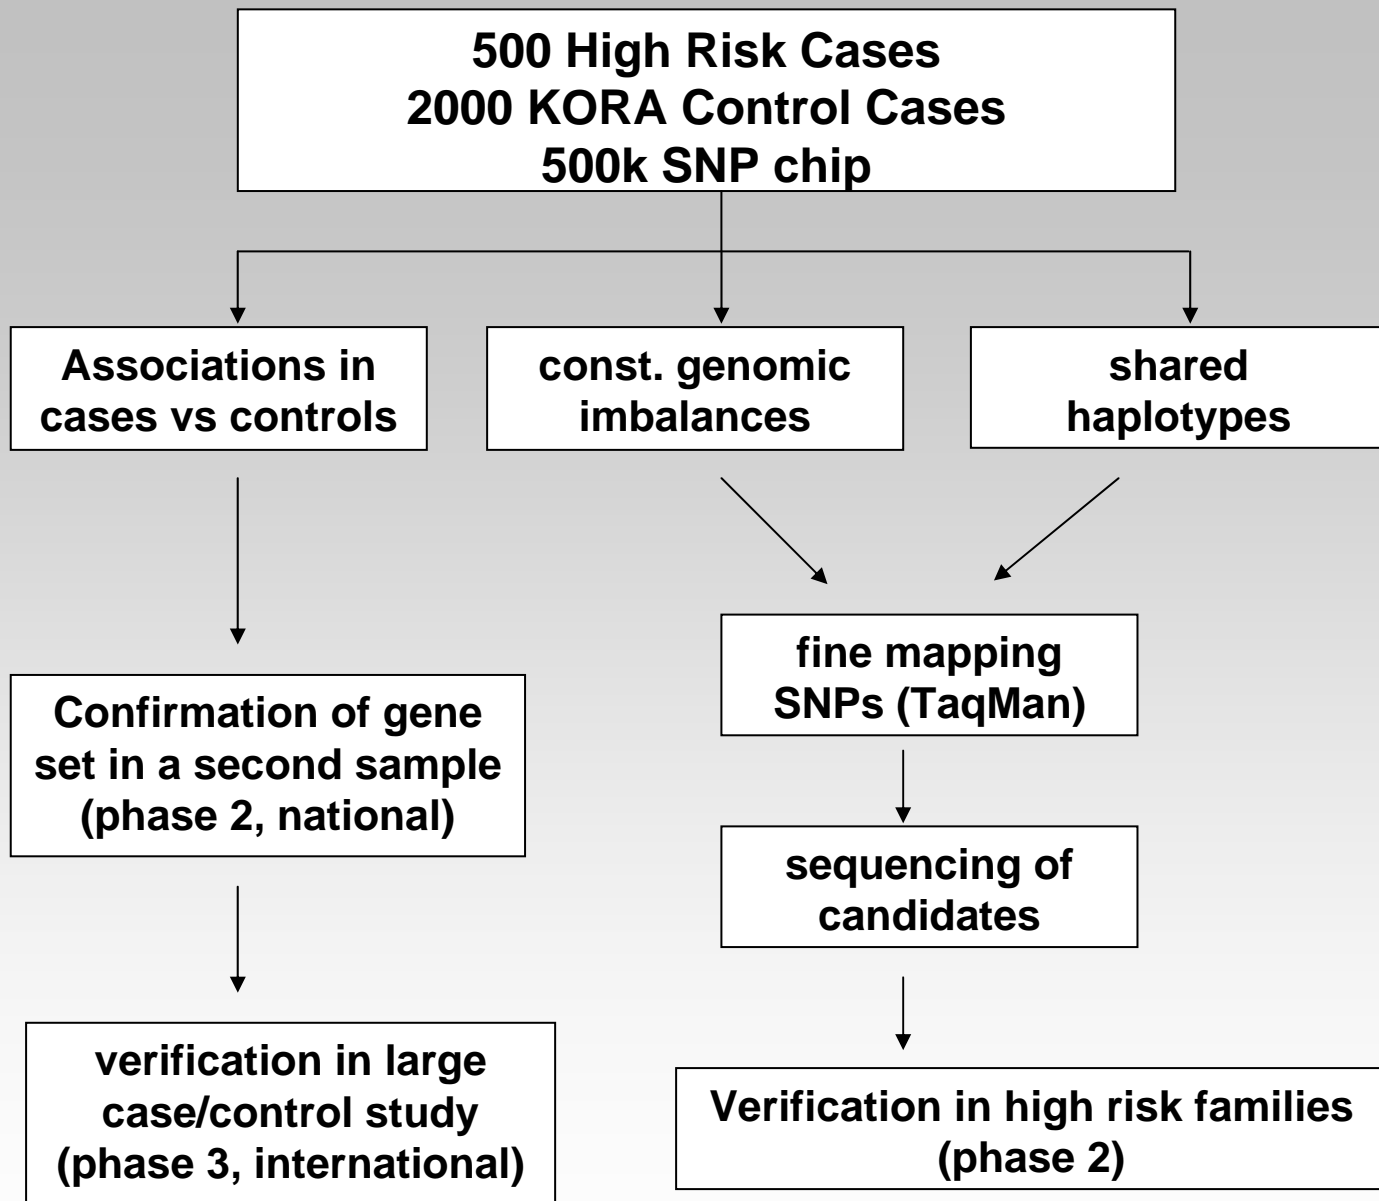 500 High Risk Cases
2000 KORA Control Cases
500k SNP chip
Associations in
cases vs controls
const. genomic
imbalances
shared
haplotypes
Confirmation of gene
set in a second sample
(phase 2, national)
fine mapping
SNPs (TaqMan)
sequencing of
candidates
verification in large
case/control study
(phase 3, international)
Verification in high risk families
(phase 2)